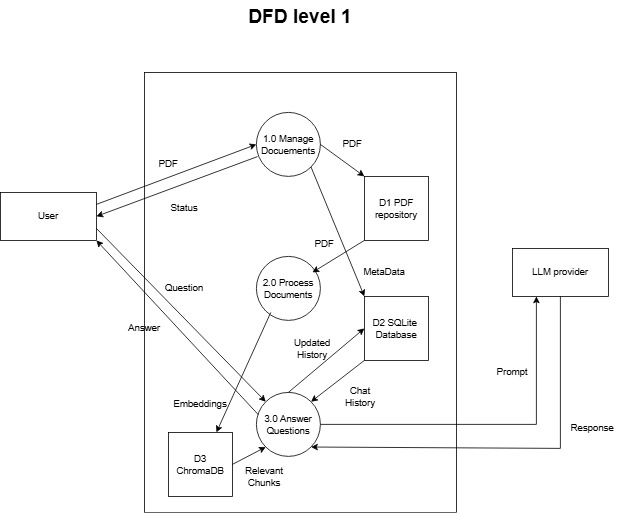 DFD level 1
1.0 Manage
Docuements
PDF
PDF
Status
User
D1 PDF
repository
PDF
MetaData
2.0 Process
Documents
Question
LLM provider
D2 SQLite
Database
Answer
Updated
History
Chat
History
Prompt
Embeddings
3.0 Answer
Questions
Response
D3
ChromaDB
Relevant
Chunks